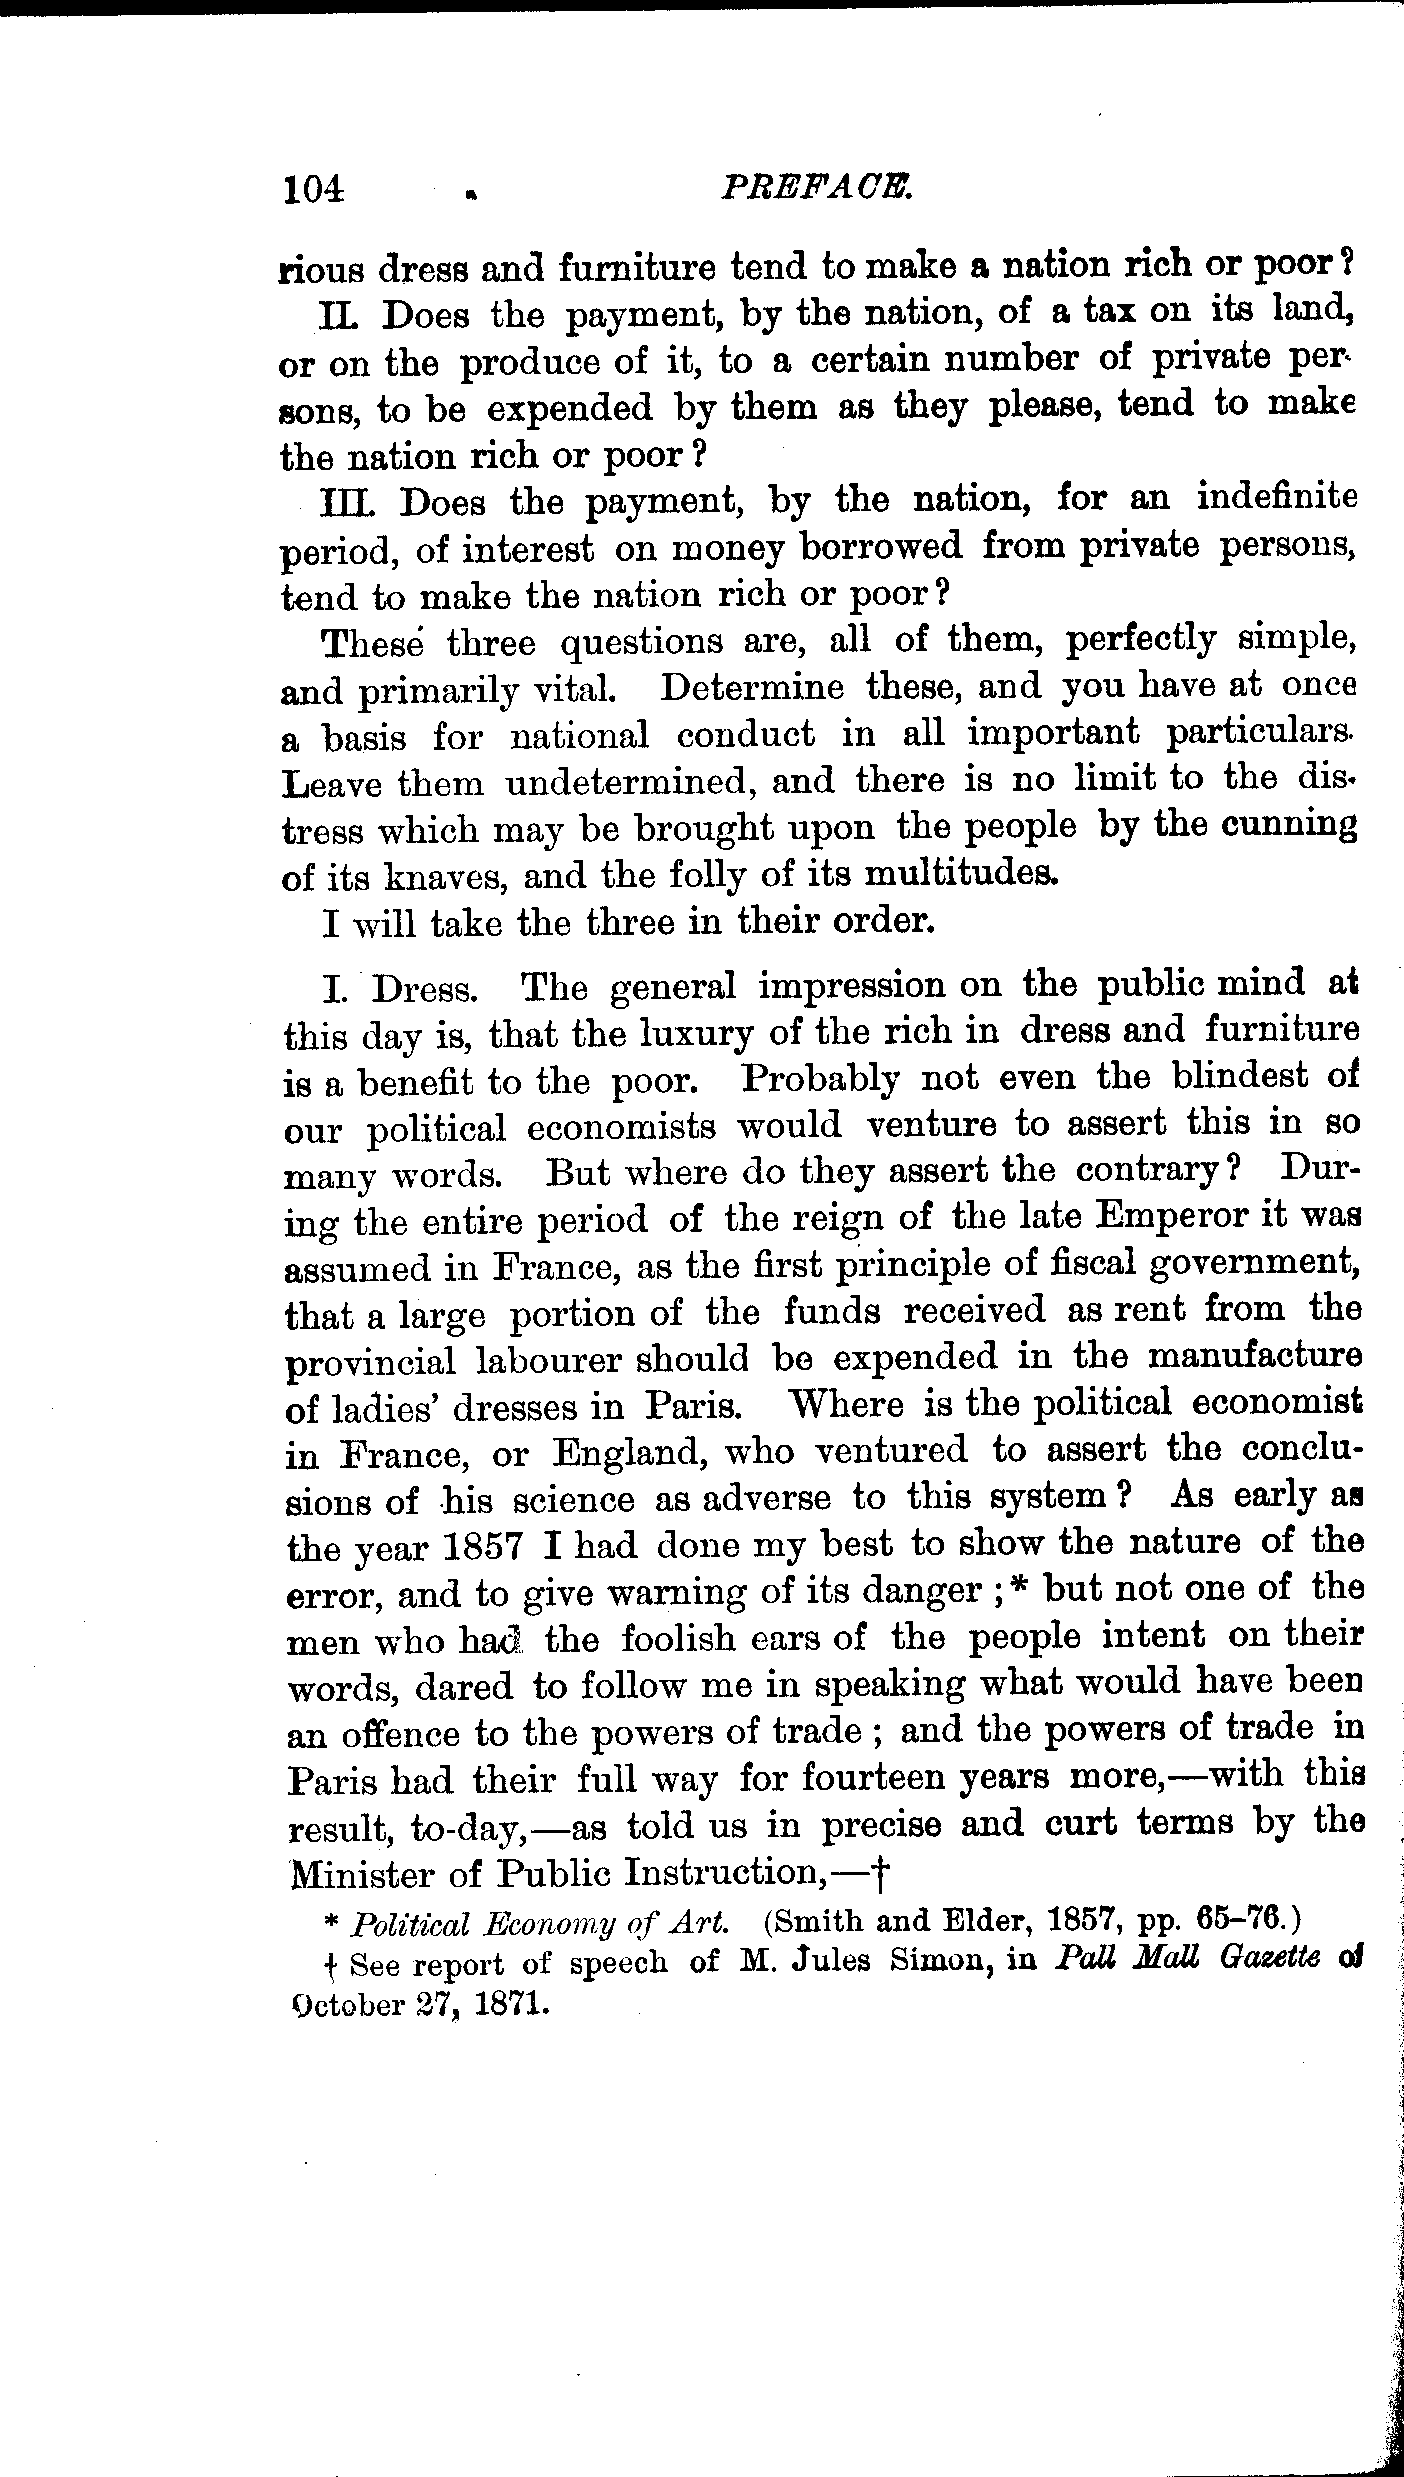 104 PREFACE.
rious dress and furniture tend to make a nation rich or poor?
II. Does the payment, by the nation, of a tax on its land,
or on the produce of it, to a certain number of private per-
sons, to be expended by them as they please, tend to make
the nation rich or poor?
III. Does the payment, by the nation, for an indefinite
period, of interest on money borrowed from private persons,
tend to make the nation rich or poor?
These three questions are, all of them, perfectly simple,
and primarily vital. Determine these, and you have at once
a basis for national conduct in all important particulars.
Leave them undetermined, and there is no limit to the dis-
tress which may be brought upon the people by the cunning
of its knaves, and the folly of its multitudes.
I will take the three in their order.
I. Dress. The general impression on the public mind at
this day is, that the luxury of the rich in dress and furniture
is a benefit to the poor. Probably not even the blindest of
our political economists would venture to assert this in so
many words. But where do they assert the contrary? Dur-
ing the entire period of the reign of the late Emperor it was
assumed in France, as the first principle of fiscal government,
that a large portion of the funds received as rent from the
provincial labourer should be expended in the manufacture
of ladies' dresses in Paris. Where is the political economist
in France, or England, who ventured to assert the conclu-
sions of his science as adverse to this system? As early as
the year 1857 I had done my best to show the nature of the
error, and to give warning of its danger;* but not one of the
men who had the foolish ears of the people intent on their
words, dared to follow me in speaking what would have been
an offence to the powers of trade; and the powers of trade in
Paris had their full way for fourteen years more,—with this
result, to-day,—as told us in precise and curt terms by the
Minister of Public Instruction,—†
* Political Economy of Art. (Smith and Elder, 1857, pp. 65–76.)
† See report of speech of M. Jules Simon, in Pall Mall Gazette of
October 27, 1871.